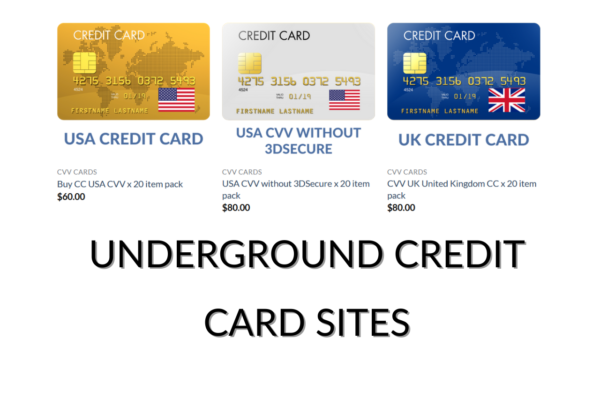 CREDIT CARD
4275 3156 0372 5493
01/19
FIRSTNAME LASTNAME
USA CREDIT CARD
CVV CARDS
Buy CC USA CVV x 20 item pack
$60.00
CREDIT CARD
4275 3156 0372 5493
01/19
FIRSTNAME LASTNAME
USA CVV WITHOUT
3DSECURE
CVV CARDS
USA CVV without 3DSecure x 20 item
pack
$80.00
CREDIT CARD
4275 3156 0372 5493
01/19
FIRSTNAME LASTNAME
UK CREDIT CARD
CVV CARDS
CVV UK United Kingdom CC x 20 item
pack
$80.00
UNDERGROUND CREDIT
CARD SITES